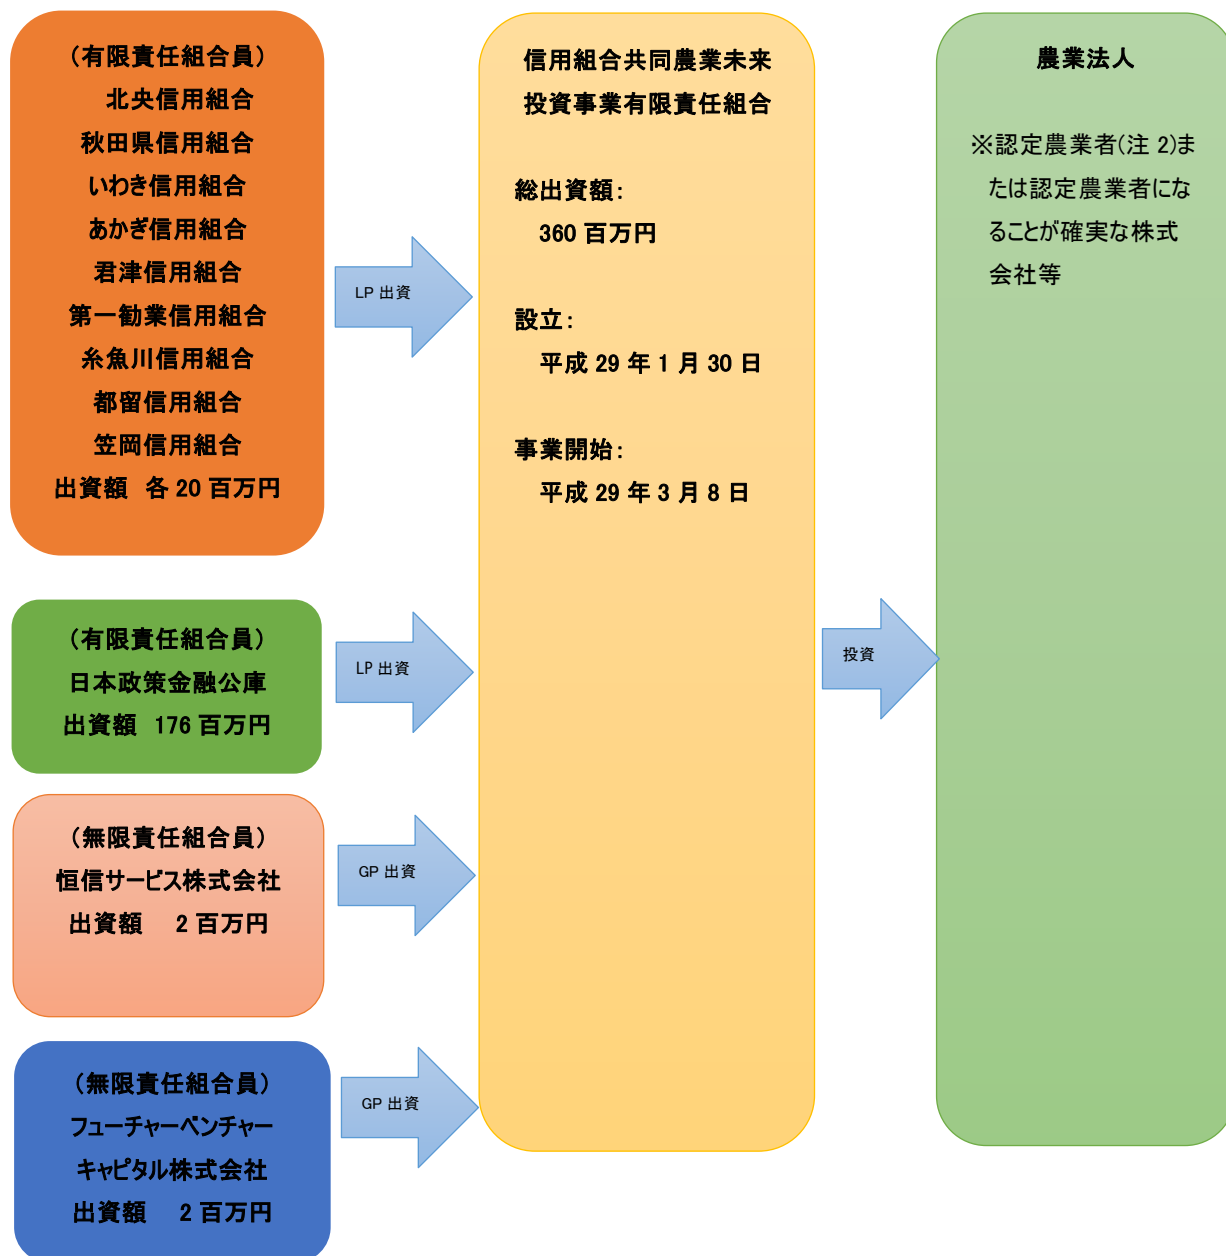 （有限責任組合員）
北央信用組合
秋田県信用組合
いわき信用組合
あかぎ信用組合
君津信用組合
第一勧業信用組合
糸魚川信用組合
都留信用組合
笠岡信用組合
出資額 各 20 百万円
LP 出資
（有限責任組合員）
日本政策金融公庫
出資額 176 百万円
LP 出資
（無限責任組合員）
恒信サービス株式会社
出資額 2 百万円
GP 出資
（無限責任組合員）
フューチャーベンチャー
キャピタル株式会社
出資額 2 百万円
GP 出資
信用組合共同農業未来
投資事業有限責任組合
総出資額：
360 百万円
設立：
平成 29 年 1 月 30 日
事業開始：
平成 29 年 3 月 8 日
投資
農業法人
※認定農業者(注 2)ま
たは認定農業者にな
ることが確実な株式
会社等